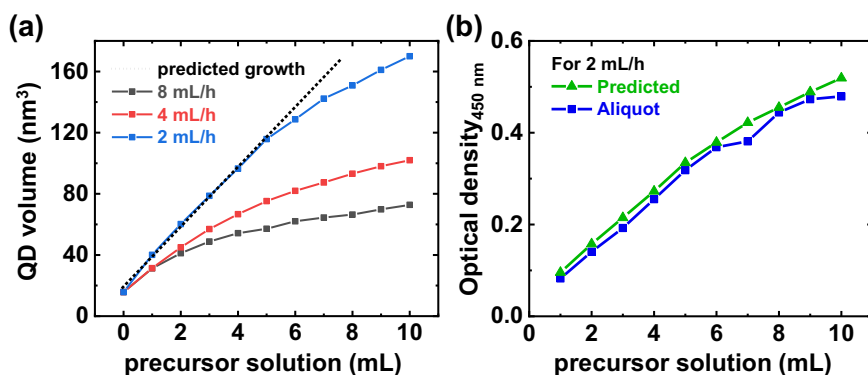 (a)
predicted growth
8 mL/h
4 mL/h
2 mL/h
QD volume (nm³)
160
120
80
40
0
0 2 4 6 8 10
precursor solution (mL)
(b)
For 2 mL/h
Predicted
Aliquot
Optical density450 nm
0.6
0.4
0.2
0.0
2 4 6 8 10
precursor solution (mL)